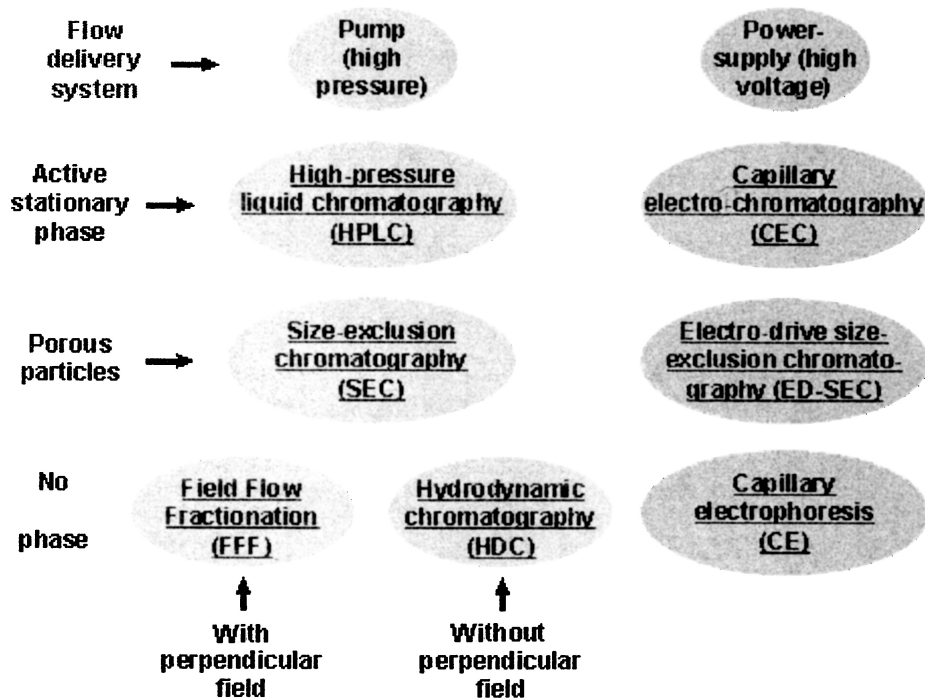 Flow
delivery
system
Pump
(high
pressure)
Power-
supply (high
voltage)
Active
stationary
phase
High-pressure
liquid chromatography
(HPLC)
Capillary
electro-chromatography
(CEC)
Porous
particles
Size-exclusion
chromatography
(SEC)
Electro-drive size-
exclusion chromato-
graphy (ED-SEC)
No
phase
Field Flow
Fractionation
(FFF)
Hydrodynamic
chromatography
(HDC)
Capillary
electrophoresis
(CE)
With
perpendicular
field
Without
perpendicular
field